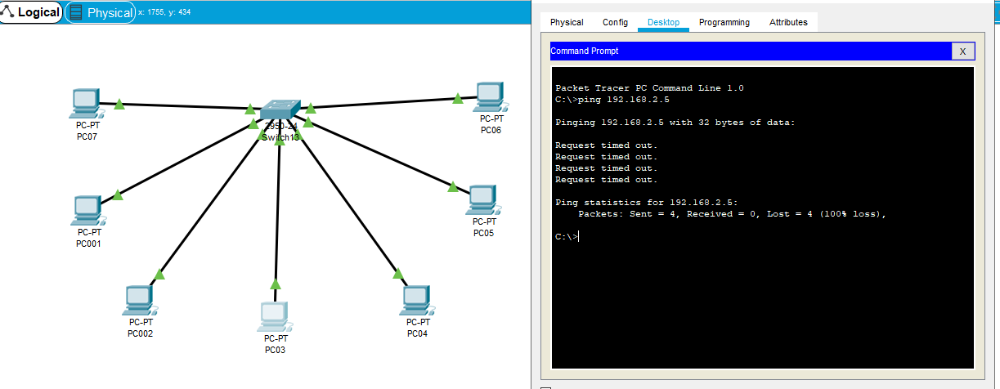 Logical
Physical
x: 1755, y: 434
PC-PT
PC07
2950-24
Switch13
PC-PT
PC06
PC-PT
PC001
PC-PT
PC05
PC-PT
PC002
PC-PT
PC03
PC-PT
PC04
Physical Config Desktop Programming Attributes
Command Prompt
X
Packet Tracer PC Command Line 1.0
C:\>ping 192.168.2.5
Pinging 192.168.2.5 with 32 bytes of data:
Request timed out.
Request timed out.
Request timed out.
Request timed out.
Ping statistics for 192.168.2.5:
Packets: Sent = 4, Received = 0, Lost = 4 (100% loss),
C:\>